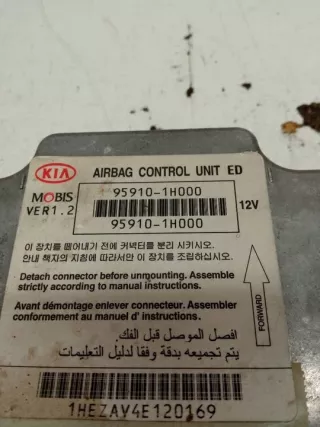 KIA
AIRBAG CONTROL UNIT ED
MOBIS
VER1.2
95910-1H000
95910-1H000
12V
이 장치를 떼어내기 전에 커넥터를 분리 시키시오.
안내 책자의 지침에 따라서만 이 장치를 조립하십시오.
Detach connector before unmounting. Assemble
strictly according to manual instructions.
Avant démontage enlever connecteur. Assembler
conformement au manuel d' instructions.
افصل الموصل قبل الفك.
يتم تجميعه بدقة وفقا لدليل التعليمات
FORWARD
1HEZAV4E120169